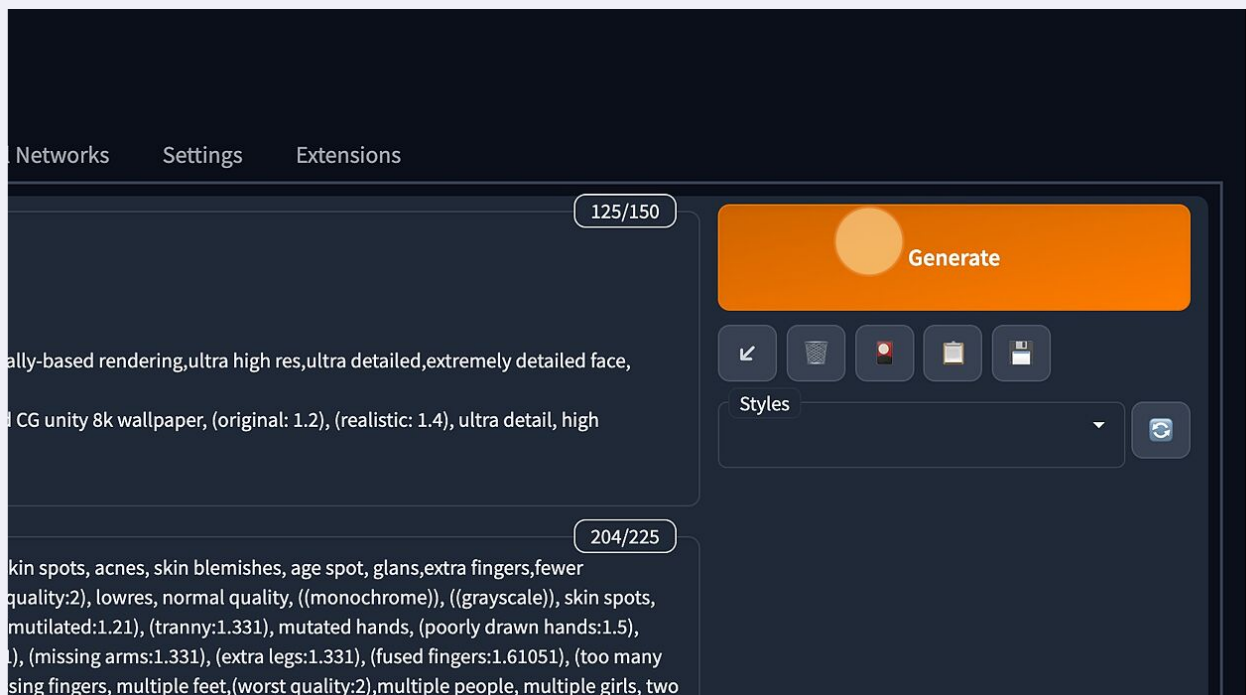 Networks Settings Extensions
125/150
Generate
ally-based rendering,ultra high res,ultra detailed,extremely detailed face,
Styles
CG unity 8k wallpaper, (original: 1.2), (realistic: 1.4), ultra detail, high
204/225
kin spots, acnes, skin blemishes, age spot, glans,extra fingers,fewer
quality:2), lowres, normal quality, ((monochrome)), ((grayscale)), skin spots,
mutilated:1.21), (tranny:1.331), mutated hands, (poorly drawn hands:1.5),
), (missing arms:1.331), (extra legs:1.331), (fused fingers:1.61051), (too many
sing fingers, multiple feet,(worst quality:2),multiple people, multiple girls, two